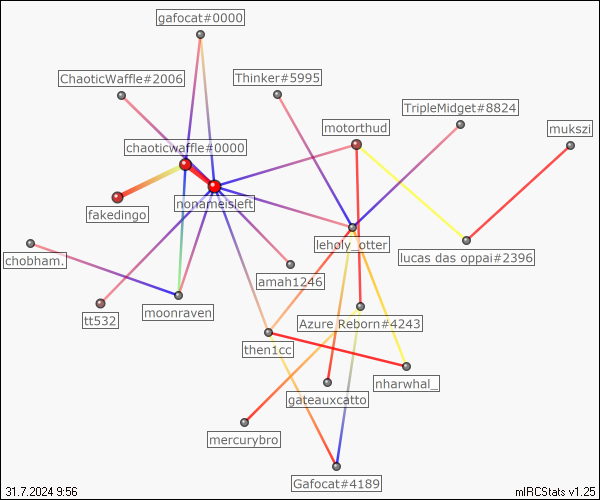 gafocat#0000
ChaoticWaffle#2006
Thinker#5995
TripleMidget#8824
motorthud
mukszi
chaoticwaffle#0000
nonameisleft
fakedingo
leholy_otter
chobham.
lucas das oppai#2396
amah1246
moonraven
tt532
Azure Reborn#4243
then1cc
nharwhal_
gateauxcatto
mercurybro
Gafocat#4189
31.7.2024 9:56
mIRCStats v1.25